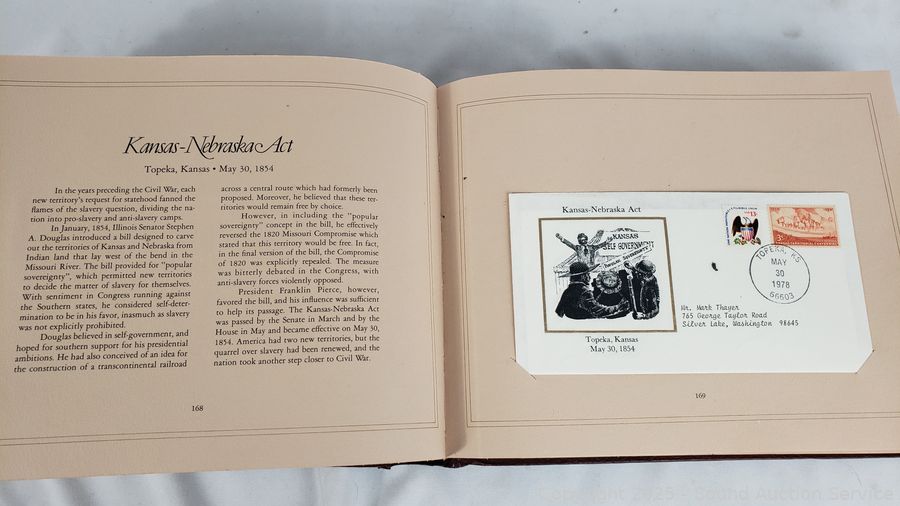 Kansas-Nebraska Act
Topeka, Kansas • May 30, 1854
In the years preceding the Civil War, each
new territory's request for statehood fanned the
flames of the slavery question, dividing the na-
tion into pro-slavery and anti-slavery camps.
In January, 1854, Illinois Senator Stephen
A. Douglas introduced a bill designed to carve
out the territories of Kansas and Nebraska from
Indian land that lay west of the bend in the
Missouri River. The bill provided for "popular
sovereignty", which permitted new territories
to decide the matter of slavery for themselves.
With sentiment in Congress running against
the Southern states, he considered self-deter-
mination to be in his favor, inasmuch as slavery
was not explicitly prohibited.
Douglas believed in self-government, and
hoped for southern support for his presidential
ambitions. He had also conceived of an idea for
the construction of a transcontinental railroad
across a central route which had formerly been
proposed. Moreover, he believed that these ter-
ritories would remain free by choice.
However, in including the "popular
sovereignty" concept in the bill, he effectively
reversed the 1820 Missouri Compromise which
stated that this territory would be free. In fact,
in the final version of the bill, the Compromise
of 1820 was explicitly repealed. The measure
was bitterly debated in the Congress, with
anti-slavery forces violently opposed.
President Franklin Pierce, however,
favored the bill, and his influence was sufficient
to help its passage. The Kansas-Nebraska Act
was passed by the Senate in March and by the
House in May and became effective on May 30,
1854. America had two new territories, but the
quarrel over slavery had been renewed, and the
nation took another step closer to Civil War.
168
Kansas-Nebraska Act
KANSAS
SELF GOVERNMENT
Topeka, Kansas
May 30, 1854
13c
3c
TERRITORIAL CENTENNIAL
TOPEKA, KS
MAY
30
1978
66603
Mr. Mark Thayer
765 George Taylor Road
Silver Lake, Washington 98645
169
Copyright 2025 - Sound Auction Service